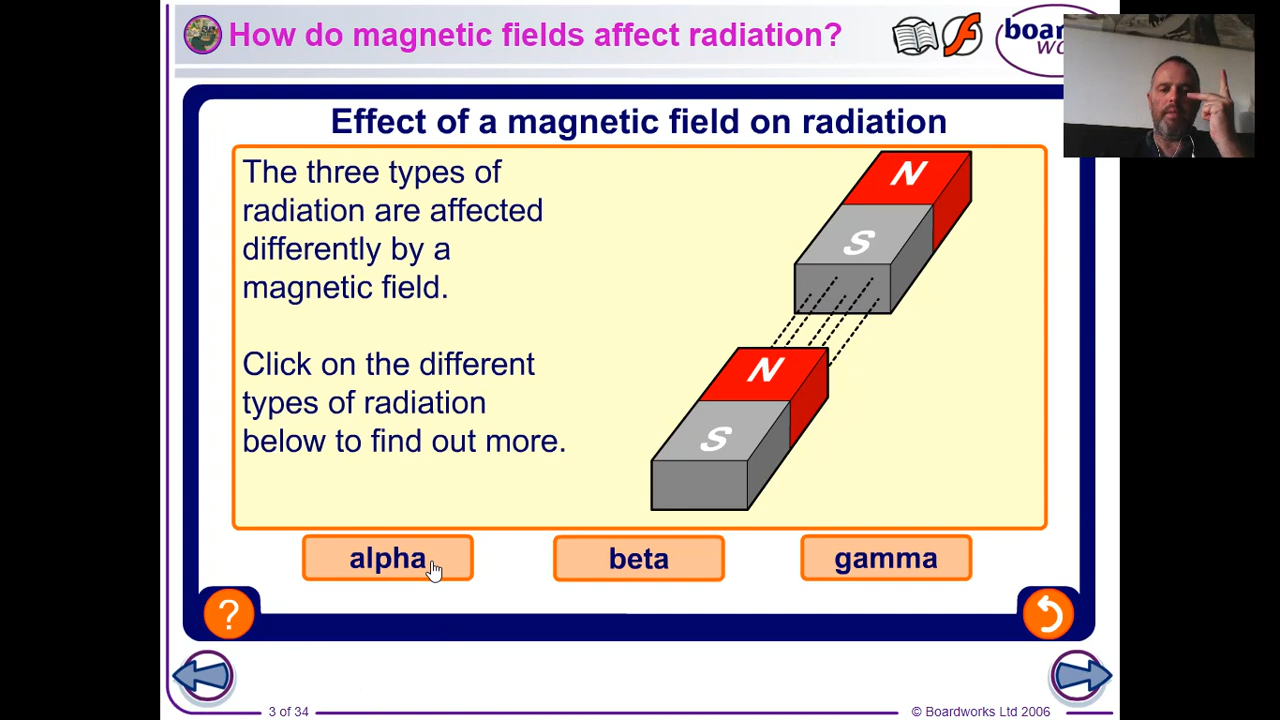 How do magnetic fields affect radiation?
Effect of a magnetic field on radiation
The three types of
radiation are affected
differently by a
magnetic field.
Click on the different
types of radiation
below to find out more.
N
S
N
S
alpha
beta
gamma
?
3 of 34
© Boardworks Ltd 2006